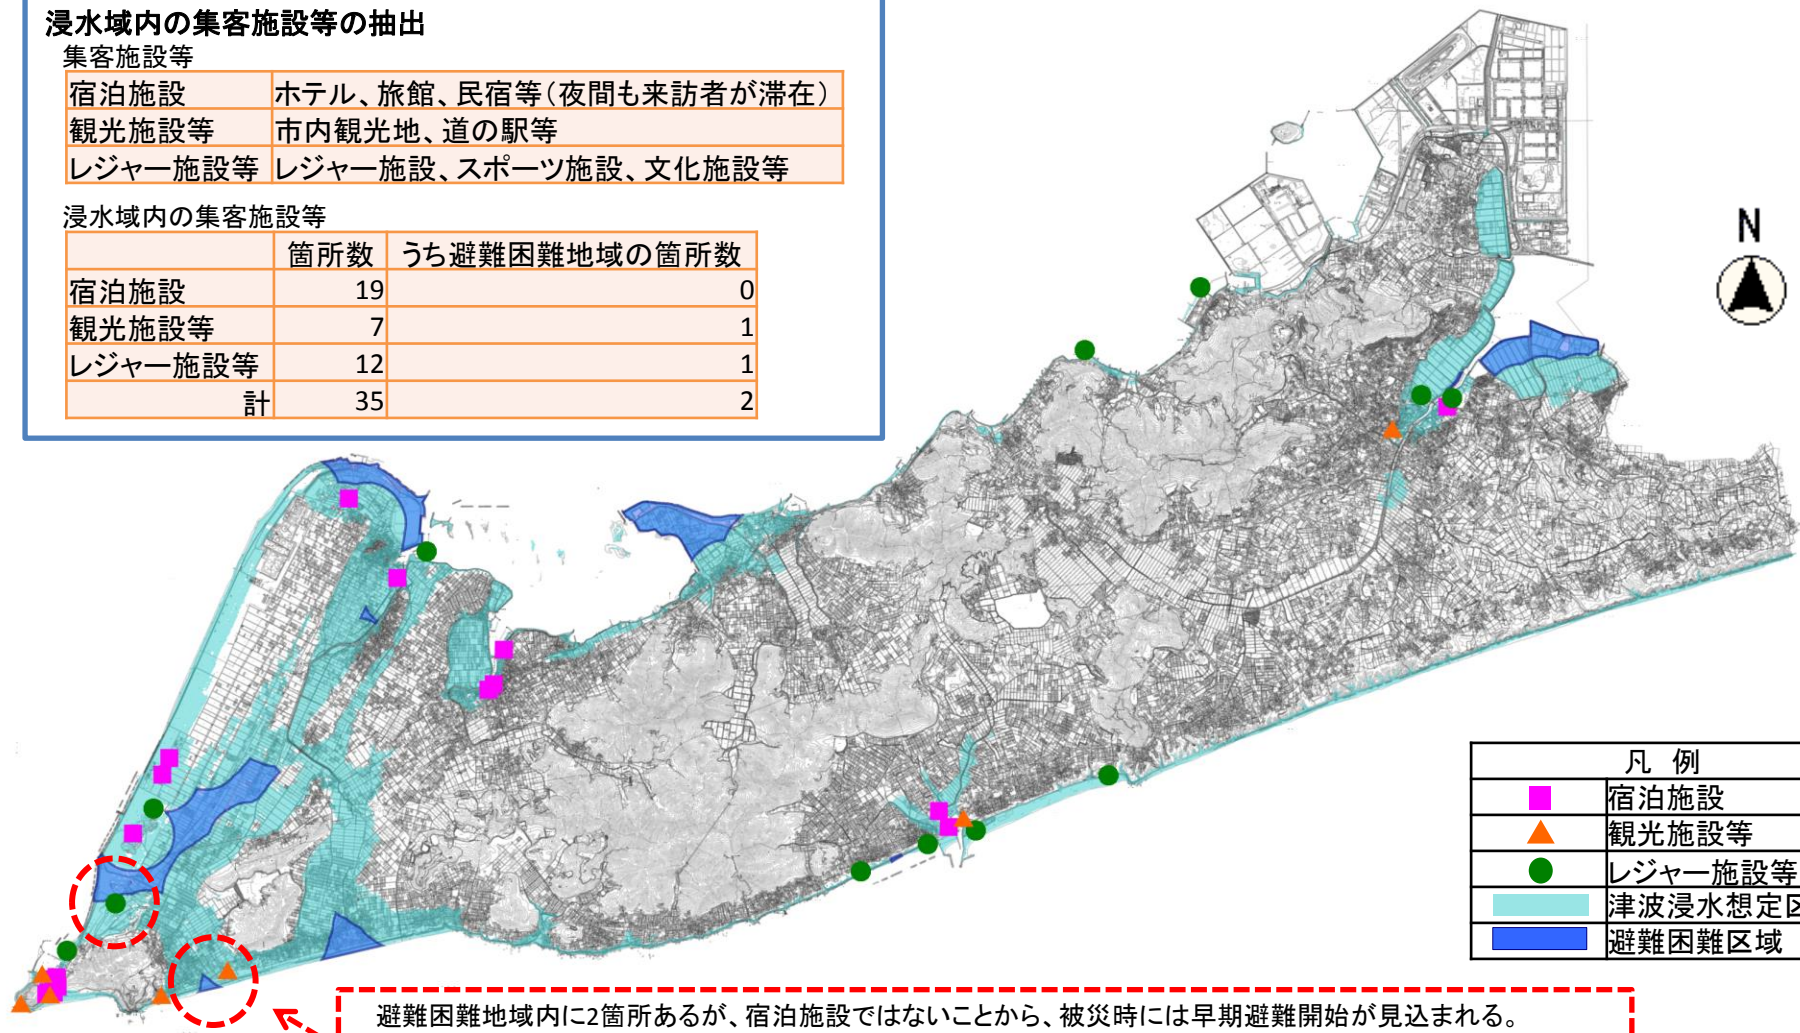 浸水域内の集客施設等の抽出
集客施設等
宿泊施設 ホテル、旅館、民宿等(夜間も来訪者が滞在)
観光施設等 市内観光地、道の駅等
レジャー施設等 レジャー施設、スポーツ施設、文化施設等
浸水域内の集客施設等
箇所数 うち避難困難地域の箇所数
宿泊施設 19 0
観光施設等 7 1
レジャー施設等 12 1
計 35 2
N
凡 例
宿泊施設
観光施設等
レジャー施設等
津波浸水想定区
避難困難区域
避難困難地域内に2箇所あるが、宿泊施設ではないことから、被災時には早期避難開始が見込まれる。